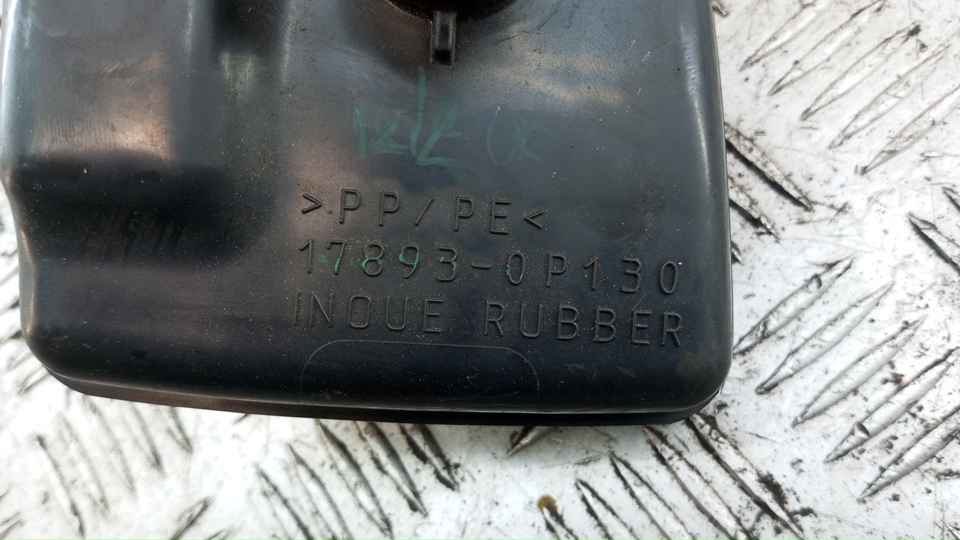 >PP/PE<
17893-0P130
INOUE RUBBER